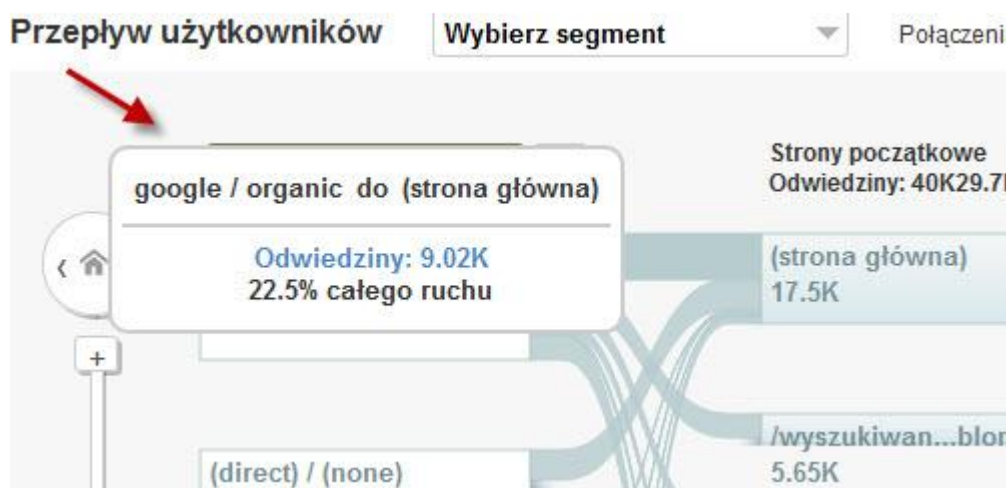 Przepływ użytkowników
Wybierz segment
Połączeni
google / organic do (strona główna)
Odwiedziny: 9.02K
22.5% całego ruchu
Strony początkowe
Odwiedziny: 40K29.7
(strona główna)
17.5K
+
/wyszukiwan...blon
5.65K
(direct) / (none)